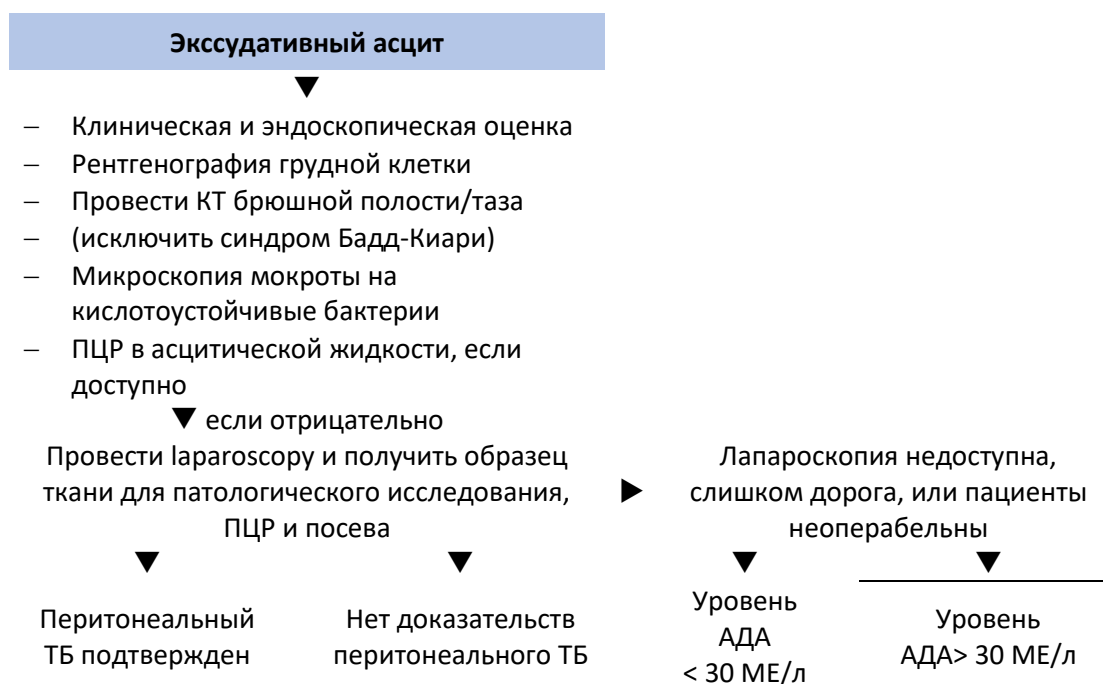 Экссудативный асцит
▼
– Клиническая и эндоскопическая оценка
– Рентгенография грудной клетки
– Провести КТ брюшной полости/таза
– (исключить синдром Бадд-Киари)
– Микроскопия мокроты на
кислотоустойчивые бактерии
– ПЦР в асцитической жидкости, если
доступно
▼ если отрицательно
Провести laparoscopy и получить образец
ткани для патологического исследования,
ПЦР и посева
▶
Лапароскопия недоступна,
слишком дорога, или пациенты
неоперабельны
▼ ▼ ▼ ▼
Перитонеальный
ТБ подтвержден
Нет доказательств
перитонеального ТБ
Уровень
АДА
< 30 МЕ/л
Уровень
АДА> 30 МЕ/л